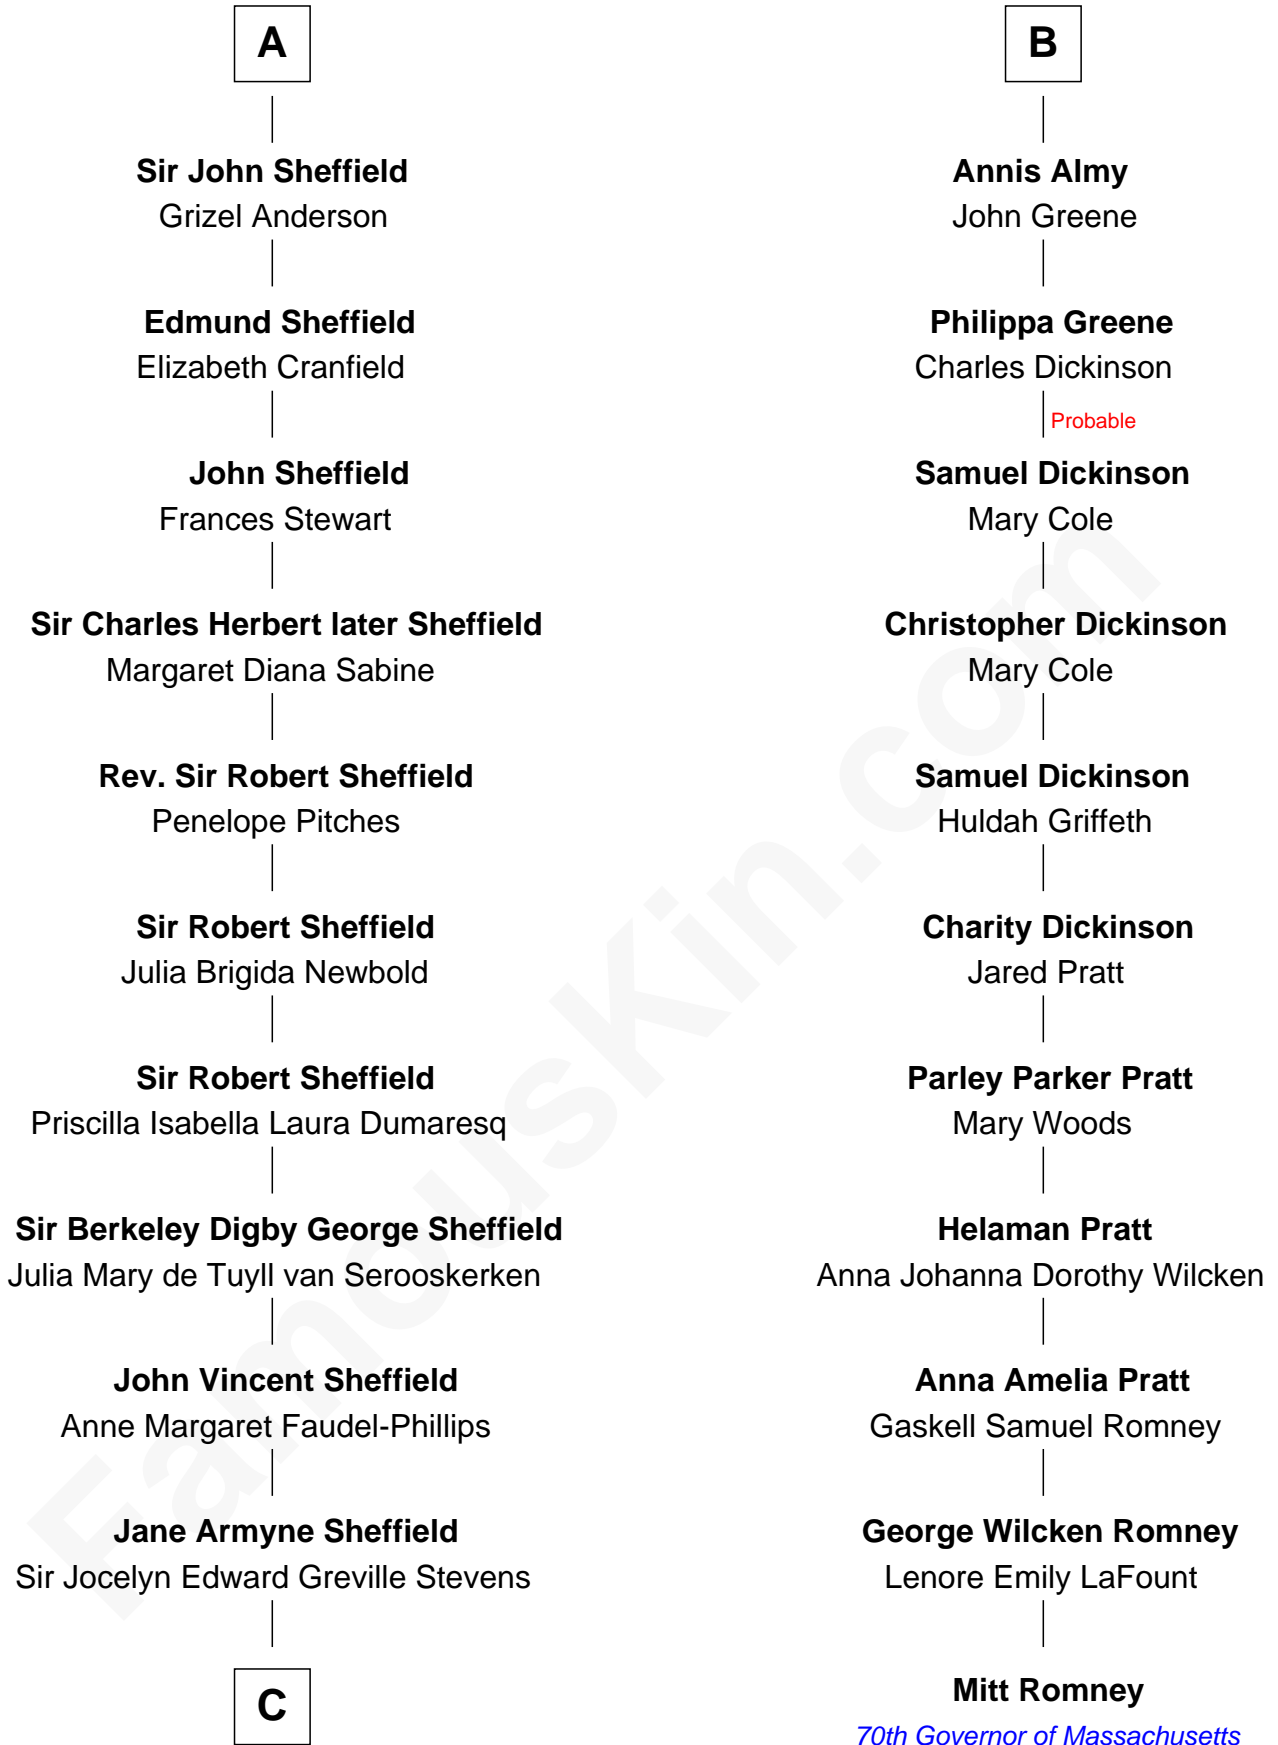 A
Sir John Sheffield
Grizel Anderson
Edmund Sheffield
Elizabeth Cranfield
John Sheffield
Frances Stewart
Sir Charles Herbert later Sheffield
Margaret Diana Sabine
Rev. Sir Robert Sheffield
Penelope Pitches
Sir Robert Sheffield
Julia Brigida Newbold
Sir Robert Sheffield
Priscilla Isabella Laura Dumaresq
Sir Berkeley Digby George Sheffield
Julia Mary de Tuyll van Serooskerken
John Vincent Sheffield
Anne Margaret Faudel-Phillips
Jane Armyne Sheffield
Sir Jocelyn Edward Greville Stevens
C
B
Annis Almy
John Greene
Philippa Greene
Charles Dickinson
Probable
Samuel Dickinson
Mary Cole
Christopher Dickinson
Mary Cole
Samuel Dickinson
Huldah Griffeth
Charity Dickinson
Jared Pratt
Parley Parker Pratt
Mary Woods
Helaman Pratt
Anna Johanna Dorothy Wilcken
Anna Amelia Pratt
Gaskell Samuel Romney
George Wilcken Romney
Lenore Emily LaFount
Mitt Romney
70th Governor of Massachusetts
FamousKin.com